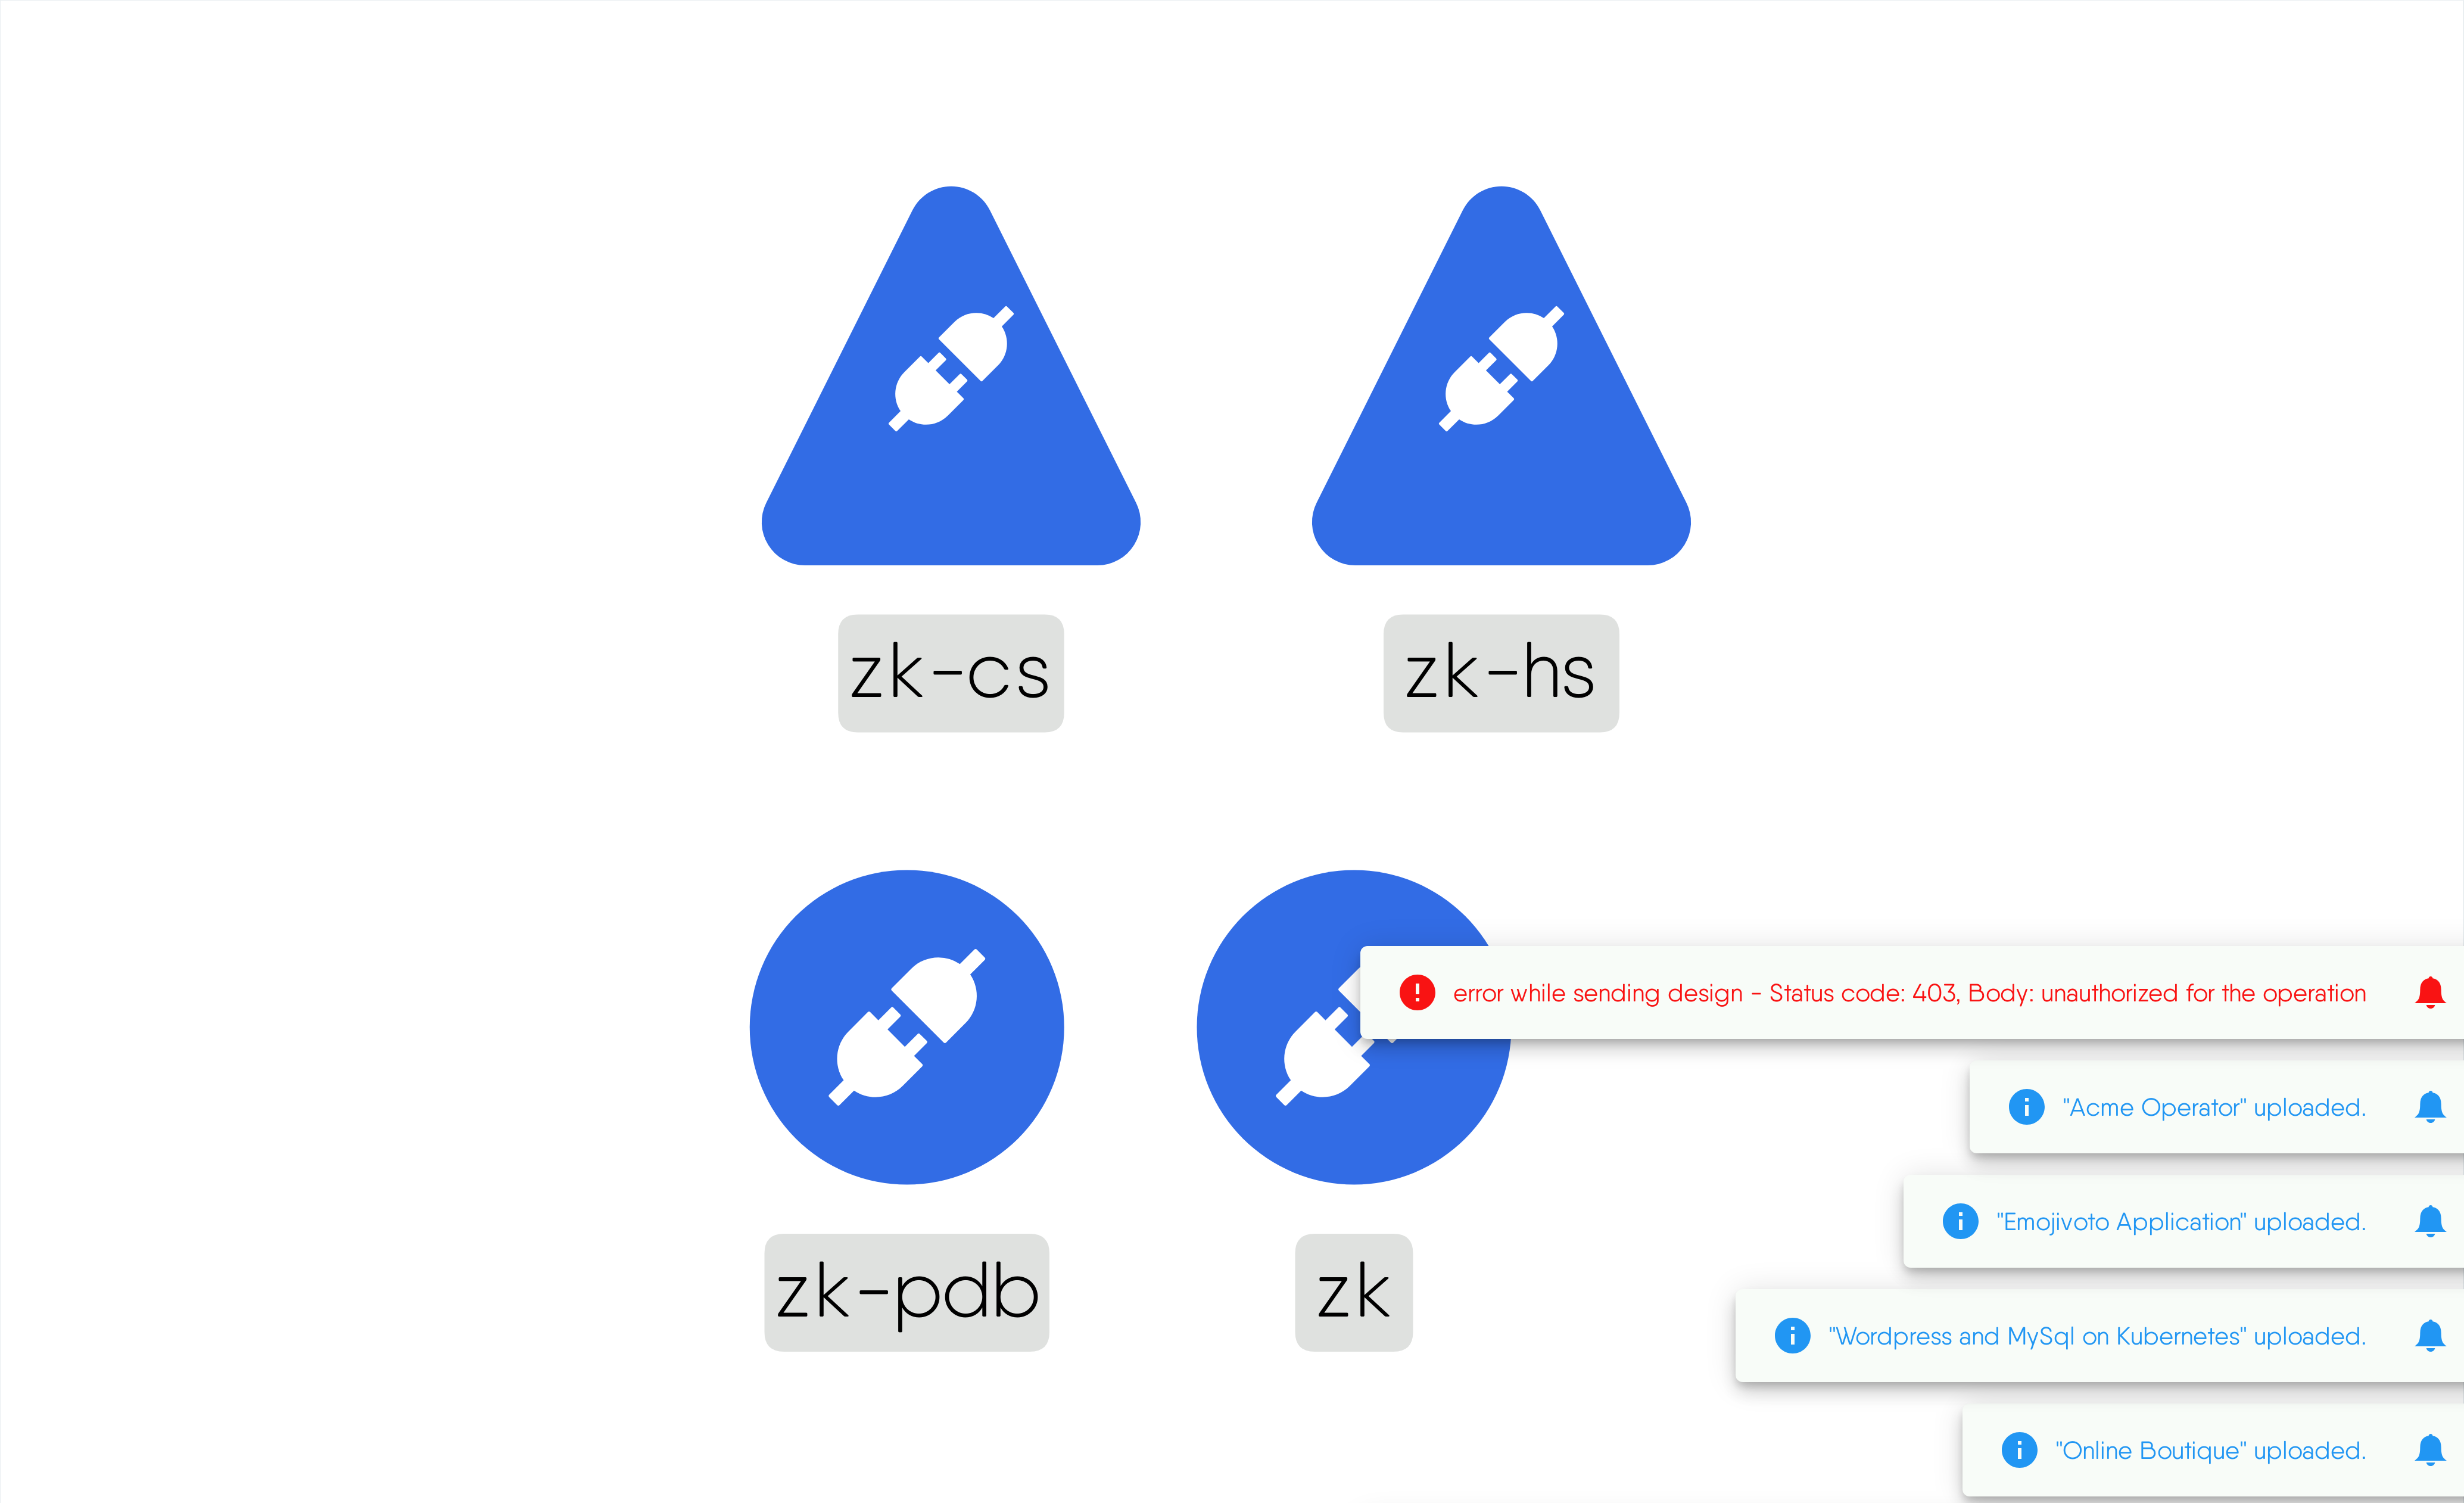 zk-cs
zk-hs
error while sending design - Status code: 403, Body: unauthorized for the operation
"Acme Operator" uploaded.
"Emojivoto Application" uploaded.
zk-pdb
zk
"Wordpress and MySql on Kubernetes" uploaded.
"Online Boutique" uploaded.